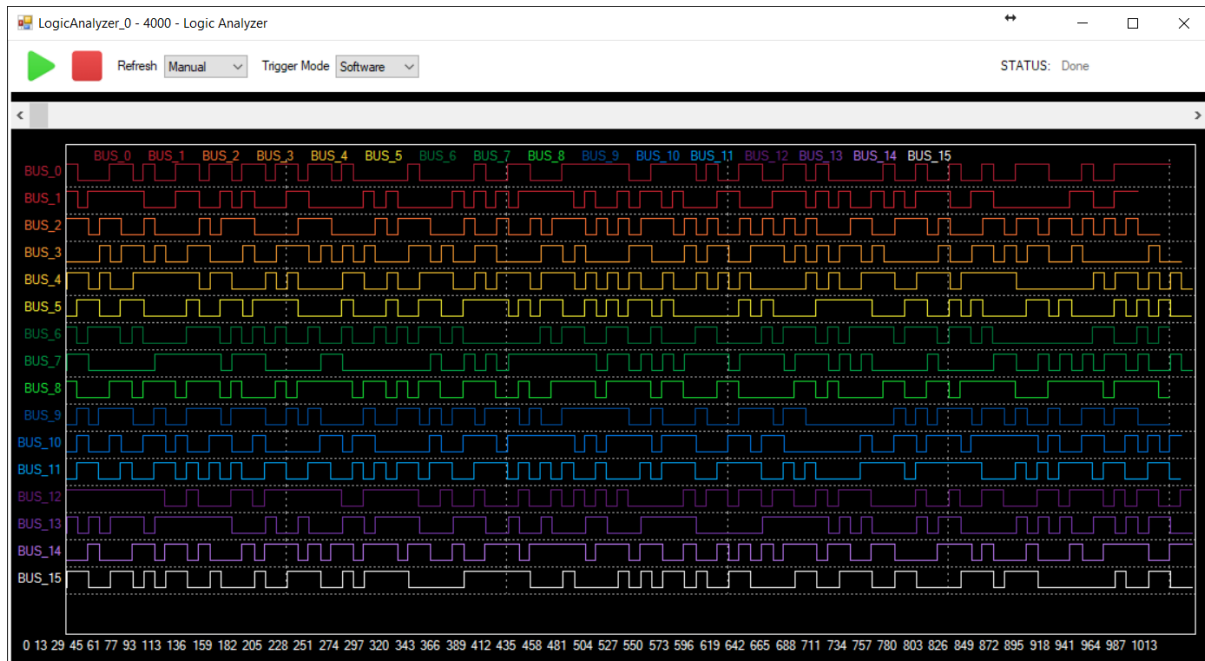 LogicAnalyzer_0 - 4000 - Logic Analyzer
Refresh Manual Trigger Mode Software STATUS: Done
BUS_0 BUS_1 BUS_2 BUS_3 BUS_4 BUS_5 BUS_6 BUS_7 BUS_8 BUS_9 BUS_10 BUS_11 BUS_12 BUS_13 BUS_14 BUS_15
BUS_0
BUS_1
BUS_2
BUS_3
BUS_4
BUS_5
BUS_6
BUS_7
BUS_8
BUS_9
BUS_10
BUS_11
BUS_12
BUS_13
BUS_14
BUS_15
0 13 29 45 61 77 93 113 136 159 182 205 228 251 274 297 320 343 366 389 412 435 458 481 504 527 550 573 596 619 642 665 688 711 734 757 780 803 826 849 872 895 918 941 964 987 1013